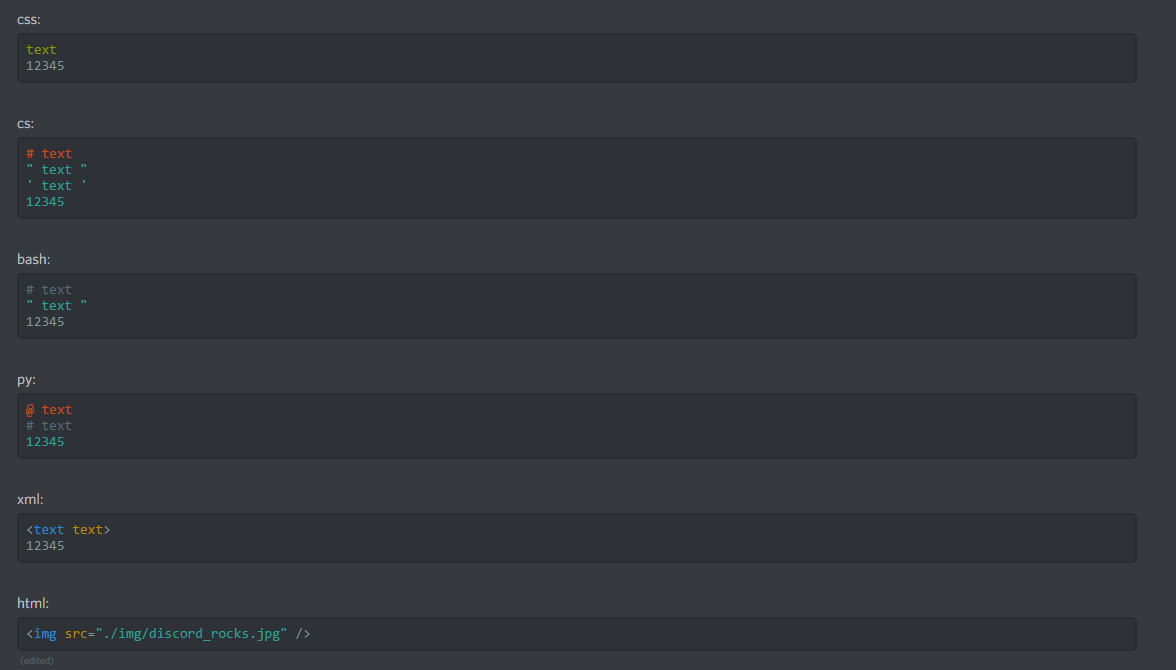 css:
text
12345
cs:
# text
" text "
' text '
12345
bash:
# text
" text "
12345
py:
@ text
# text
12345
xml:
<text text>
12345
html:
<img src="./img/discord_rocks.jpg" />
(edited)